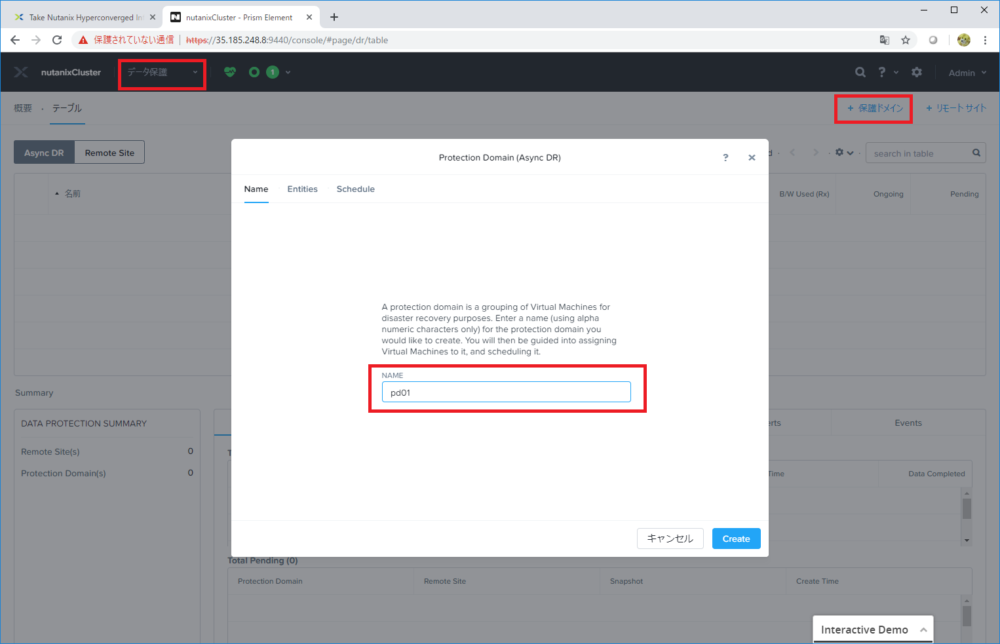 Take Nutanix Hyperconverged In
nutanixCluster - Prism Element
保護されていない通信
https://35.185.248.8:9440/console/#page/dr/table
nutanixCluster
データ保護
1
?
Admin
概要
・
テーブル
+ 保護ドメイン
+ リモート サイト
Async DR
Remote Site
search in table
名前
B/W Used (Rx)
Ongoing
Pending
Protection Domain (Async DR)
?
Name
Entities
Schedule
A protection domain is a grouping of Virtual Machines for
disaster recovery purposes. Enter a name (using alpha
numeric characters only) for the protection domain you
would like to create. You will then be guided into assigning
Virtual Machines to it, and scheduling it.
NAME
pd01
キャンセル
Create
Summary
DATA PROTECTION SUMMARY
Remote Site(s)
0
Protection Domain(s)
0
Events
Time
Data Completed
Total Pending (0)
Protection Domain
Remote Site
Snapshot
Create Time
Interactive Demo